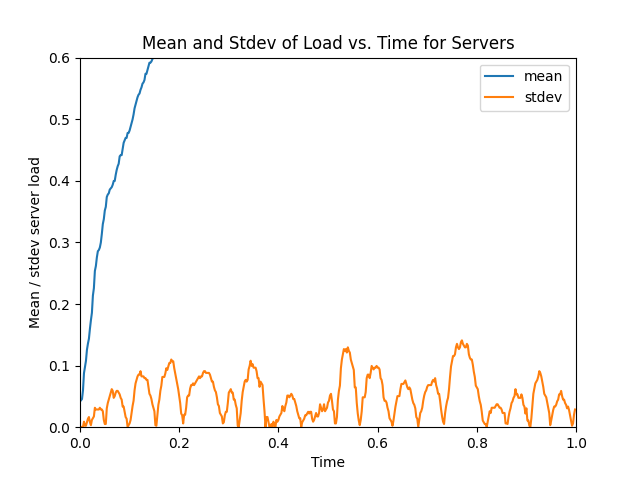 Mean and Stdev of Load vs. Time for Servers
mean
stdev
Mean / stdev server load
0.6
0.5
0.4
0.3
0.2
0.1
0.0
0.0 0.2 0.4 0.6 0.8 1.0
Time